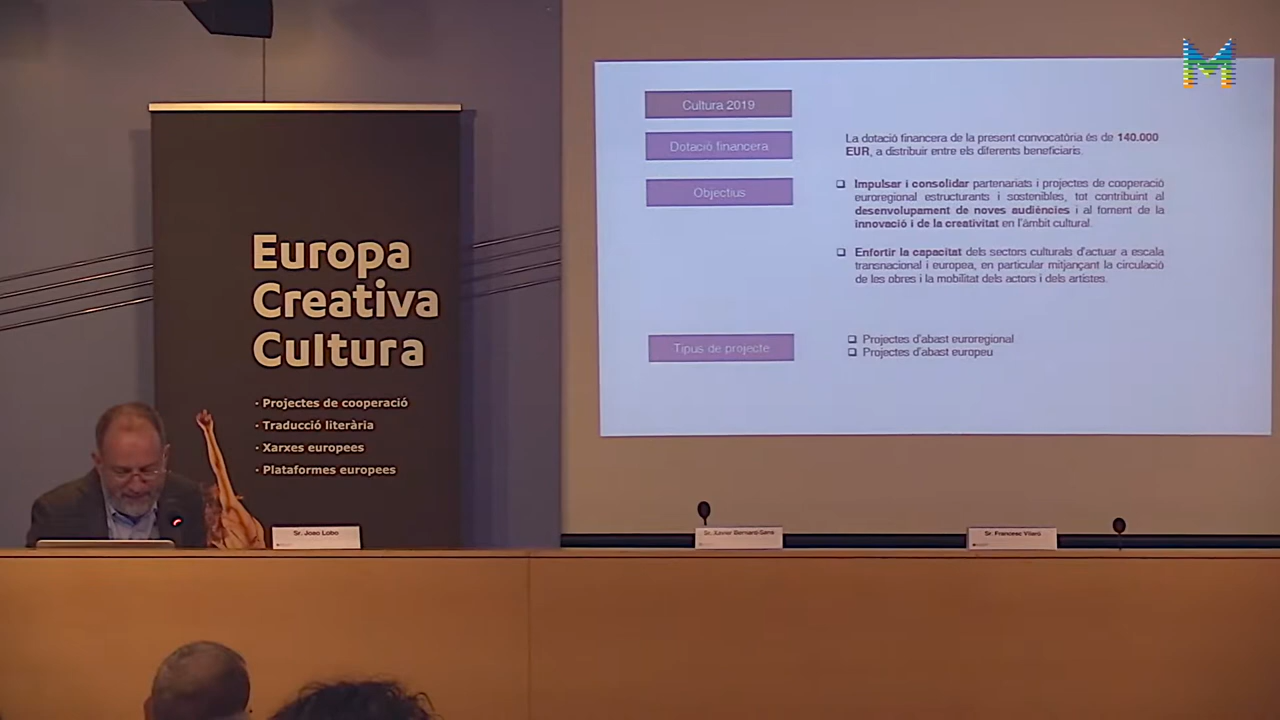 Europa
Creativa
Cultura
· Projectes de cooperació
· Traducció literària
· Xarxes europees
· Plataformes europees
Cultura 2019
Dotació financera
La dotació financera de la present convocatòria és de 140.000
EUR, a distribuir entre els diferents beneficiaris.
Objectius
Impulsar i consolidar partenariats i projectes de cooperació
euroregional estructurants i sostenibles, tot contribuint al
desenvolupament de noves audiències i al foment de la
innovació i de la creativitat en l'àmbit cultural.
Enfortir la capacitat dels sectors culturals d'actuar a escala
transnacional i europea, en particular mitjançant la circulació
de les obres i la mobilitat dels actors i dels artistes.
Tipus de projecte
Projectes d'abast euroregional
Projectes d'abast europeu
M
Sr. Joao Lobo
Sr. Xavier Bernard-Sans
Sr. Francesc Vilaró